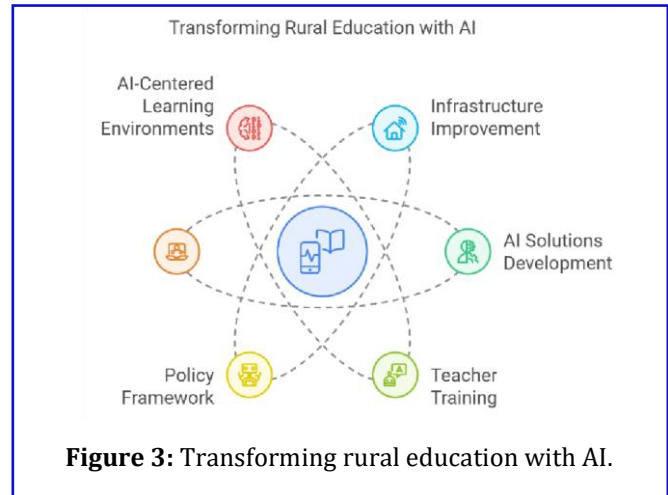 Transforming Rural Education with AI
AI-Centered
Learning
Environments
Infrastructure
Improvement
AI Solutions
Development
Policy
Framework
Teacher
Training
Figure 3: Transforming rural education with AI.